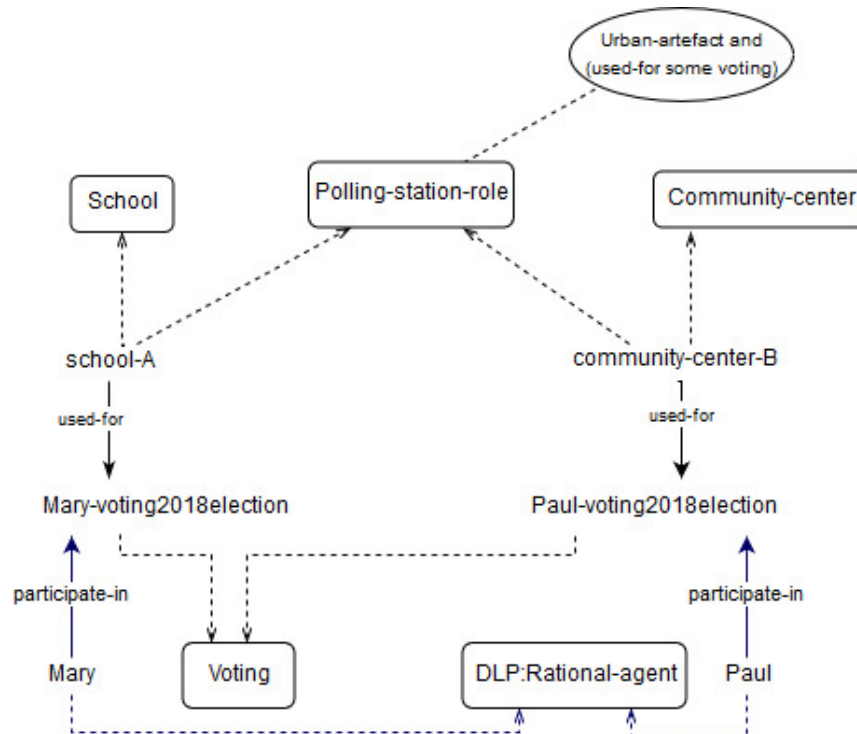 Urban-artefact and
(used-for some voting)
School
Polling-station-role
Community-center
school-A
community-center-B
used-for
used-for
Mary-voting2018election
Paul-voting2018election
participate-in
participate-in
Mary
Voting
DLP:Rational-agent
Paul